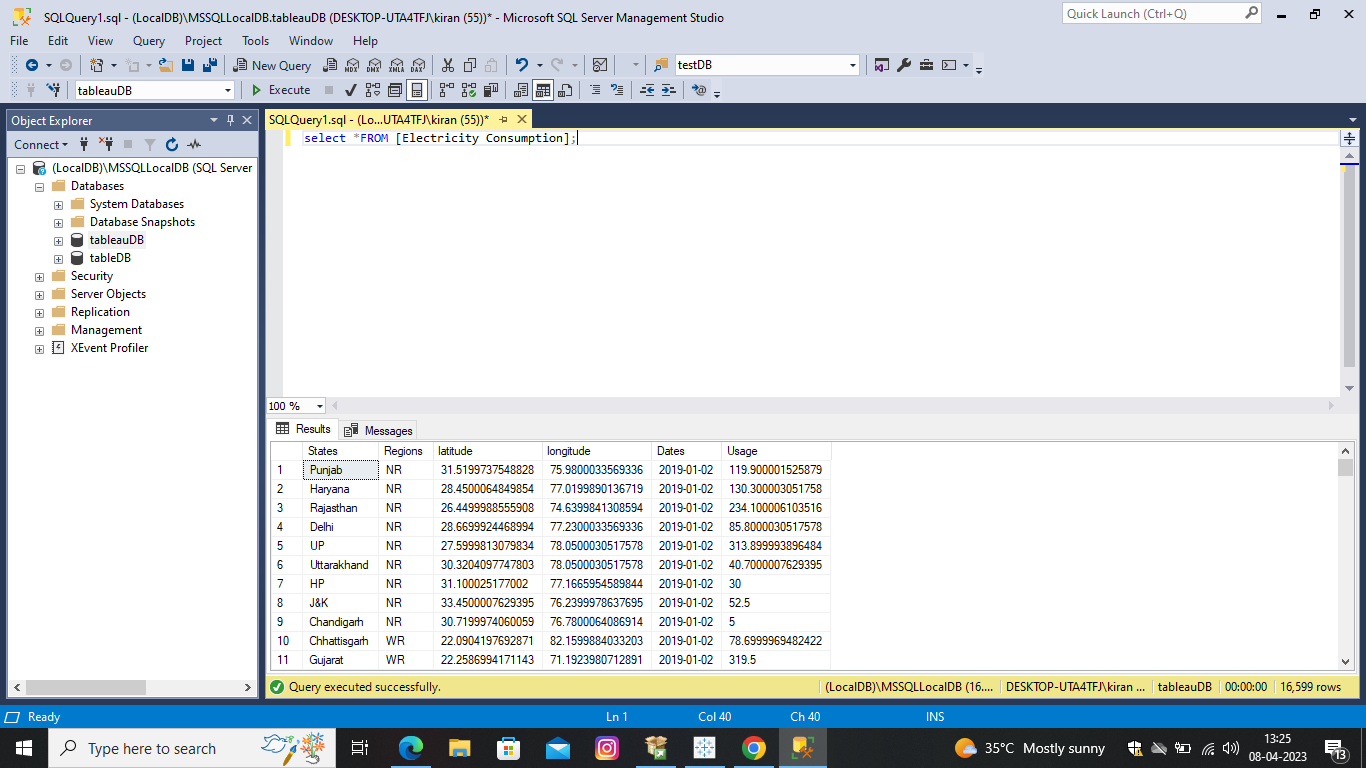 SQLQuery1.sql - (LocalDB)\MSSQLLocalDB.tableauDB (DESKTOP-UTA4TFJ\kiran (55))* - Microsoft SQL Server Management Studio
Quick Launch (Ctrl+Q)
File Edit View Query Project Tools Window Help
New Query MDX DMX XMLA DAX testDB
tableauDB Execute
Object Explorer
SQLQuery1.sql - (Lo...UTA4TFJ\kiran (55))*
Connect
select *FROM [Electricity Consumption];
(LocalDB)\MSSQLLocalDB (SQL Server
Databases
System Databases
Database Snapshots
tableauDB
tableDB
Security
Server Objects
Replication
Management
XEvent Profiler
100 %
Results Messages
States Regions latitude longitude Dates Usage
1 Punjab NR 31.5199737548828 75.9800033569336 2019-01-02 119.900001525879
2 Haryana NR 28.4500064849854 77.0199890136719 2019-01-02 130.300003051758
3 Rajasthan NR 26.4499988555908 74.6399841308594 2019-01-02 234.100006103516
4 Delhi NR 28.6699924468994 77.2300033569336 2019-01-02 85.8000030517578
5 UP NR 27.5999813079834 78.0500030517578 2019-01-02 313.899993896484
6 Uttarakhand NR 30.3204097747803 78.0500030517578 2019-01-02 40.7000007629395
7 HP NR 31.100025177002 77.1665954589844 2019-01-02 30
8 J&K NR 33.4500007629395 76.2399978637695 2019-01-02 52.5
9 Chandigarh NR 30.7199974060059 76.7800064086914 2019-01-02 5
10 Chhattisgarh WR 22.0904197692871 82.1599884033203 2019-01-02 78.6999969482422
11 Gujarat WR 22.2586994171143 71.1923980712891 2019-01-02 319.5
Query executed successfully. (LocalDB)\MSSQLLocalDB (16.... DESKTOP-UTA4TFJ\kiran ... tableauDB 00:00:00 16,599 rows
Ready Ln 1 Col 40 Ch 40 INS
Type here to search 35°C Mostly sunny 13:25
08-04-2023 13